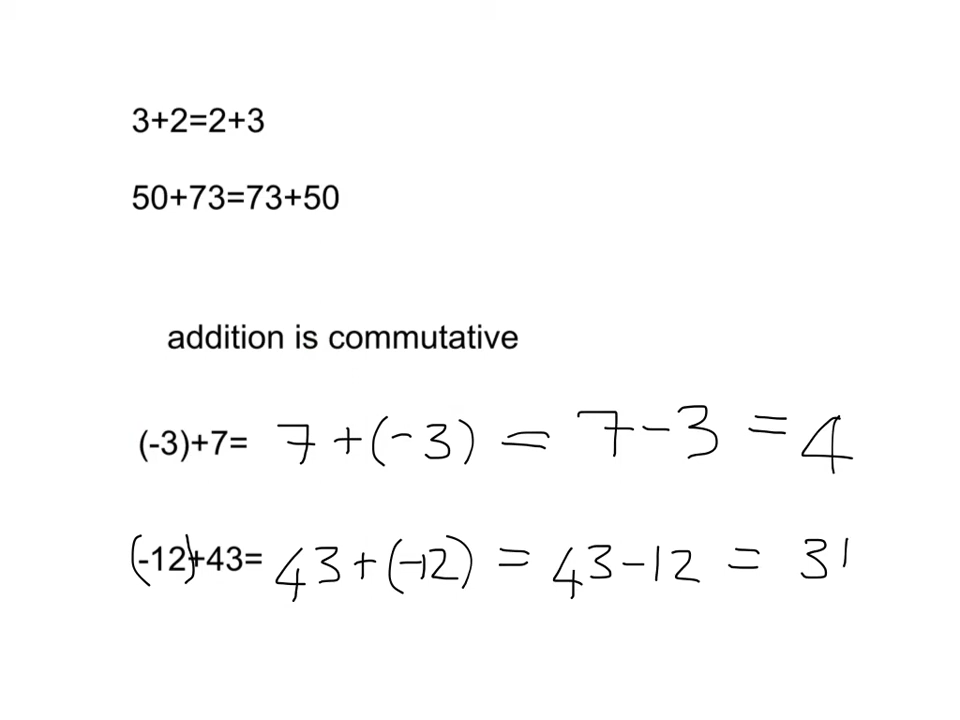 3+2=2+3
50+73=73+50
addition is commutative
(-3)+7= 7+(-3) = 7-3 = 4
(-12)+43= 43+(-12) = 43-12 = 31